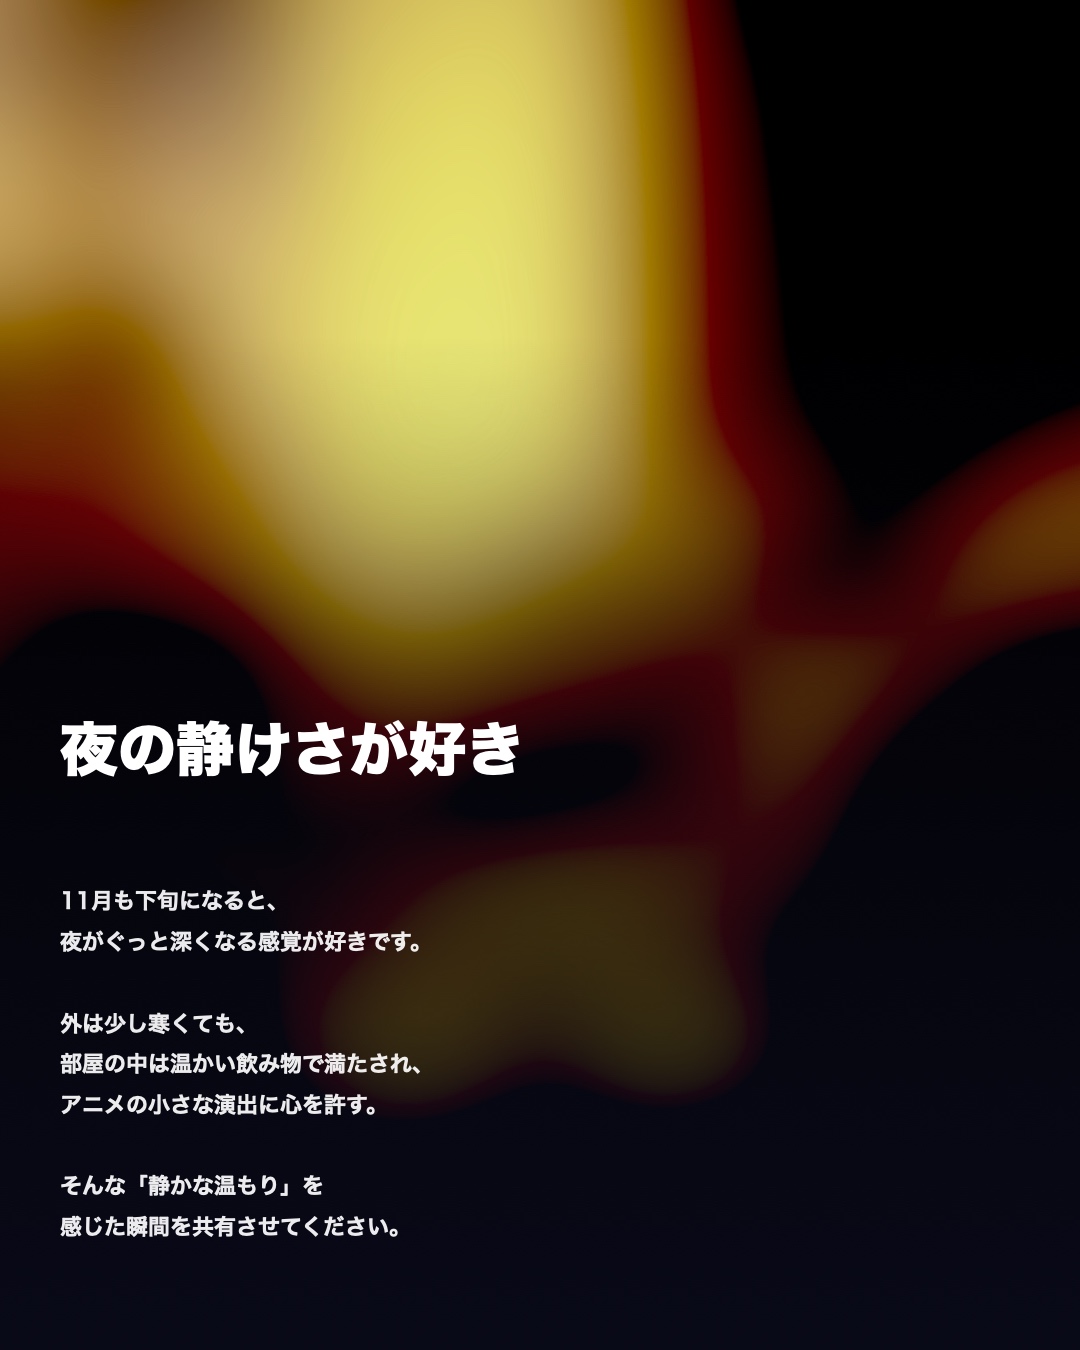 夜の静けさが好き
11月も下旬になると、
夜がぐっと深くなる感覚が好きです。
外は少し寒くても、
部屋の中は温かい飲み物で満たされ、
アニメの小さな演出に心を許す。
そんな「静かな温もり」を
感じた瞬間を共有させてください。